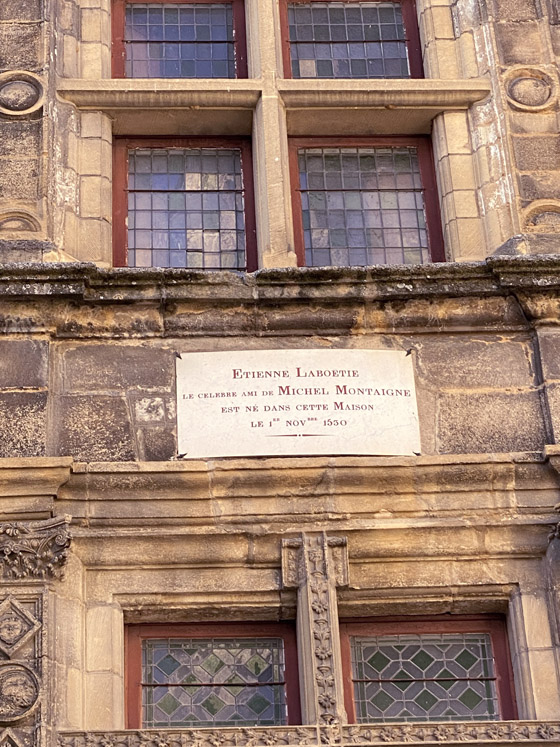 ETIENNE LABOETIE
LE CELEBRE AMI DE MICHEL MONTAIGNE
EST NÉ DANS CETTE MAISON
LE 1ER NOVBRE 1530